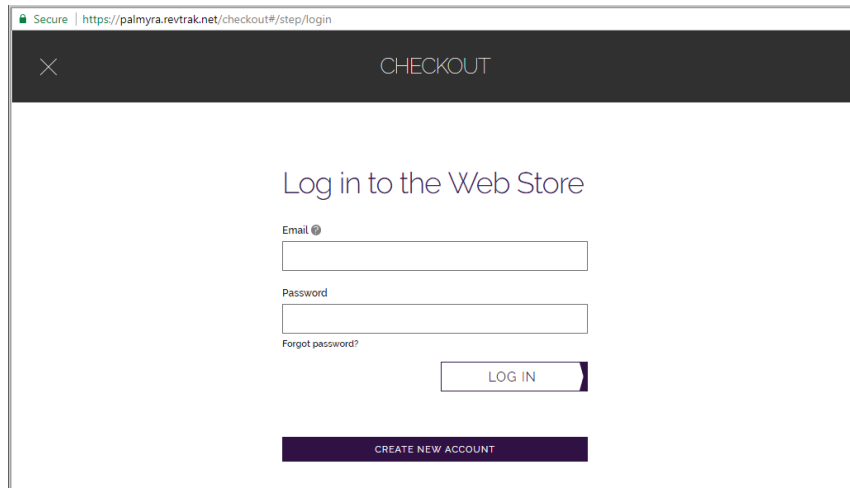 Secure | https://palmyra.revtrak.net/checkout#/step/login
CHECKOUT
Log in to the Web Store
Email ?
Password
Forgot password?
LOG IN
CREATE NEW ACCOUNT